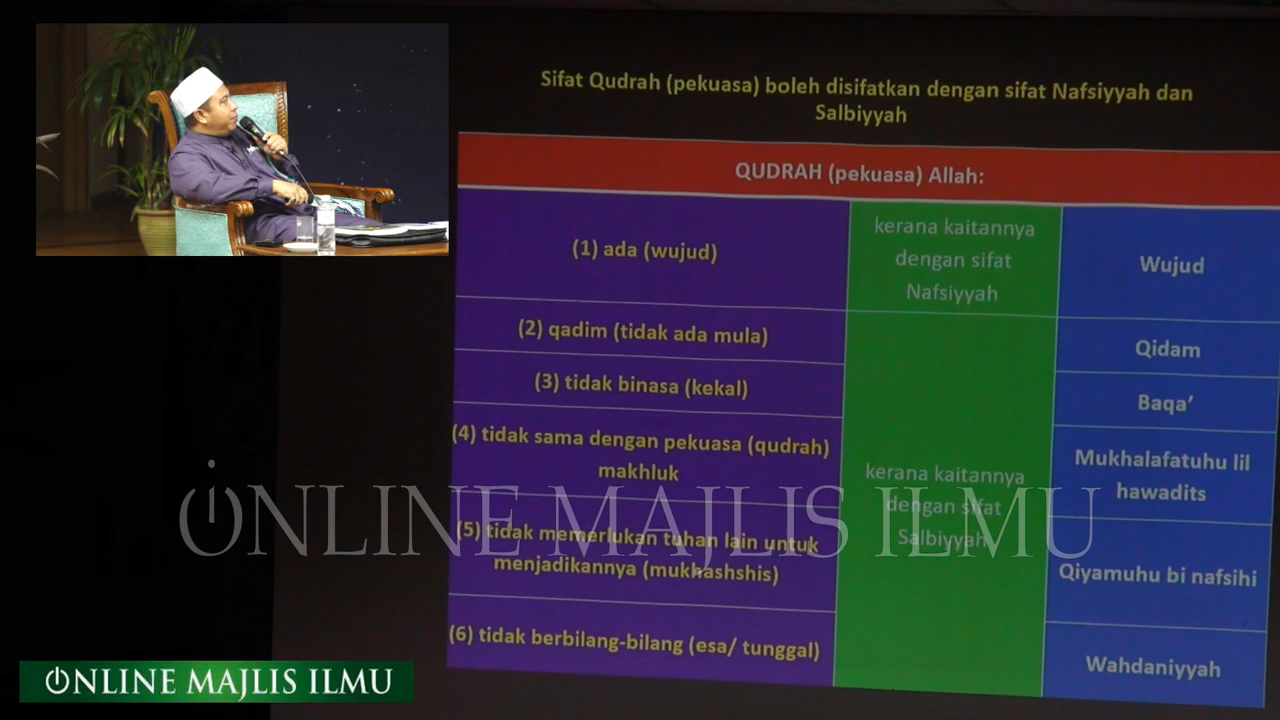 Sifat Qudrah (pekuasa) boleh disifatkan dengan sifat Nafsiyyah dan
Salbiyyah
QUDRAH (pekuasa) Allah:
(1) ada (wujud)
kerana kaitannya
dengan sifat
Nafsiyyah
Wujud
(2) qadim (tidak ada mula)
Qidam
(3) tidak binasa (kekal)
Baqa’
(4) tidak sama dengan pekuasa (qudrah)
makhluk
kerana kaitannya
dengan sifat
Salbiyyah
Mukhalafatuhu lil
hawadits
(5) tidak memerlukan tuhan lain untuk
menjadikannya (mukhashshis)
Qiyamuhu bi nafsihi
(6) tidak berbilang-bilang (esa/ tunggal)
Wahdaniyyah
ONLINE MAJLIS ILMU
ONLINE MAJLIS ILMU